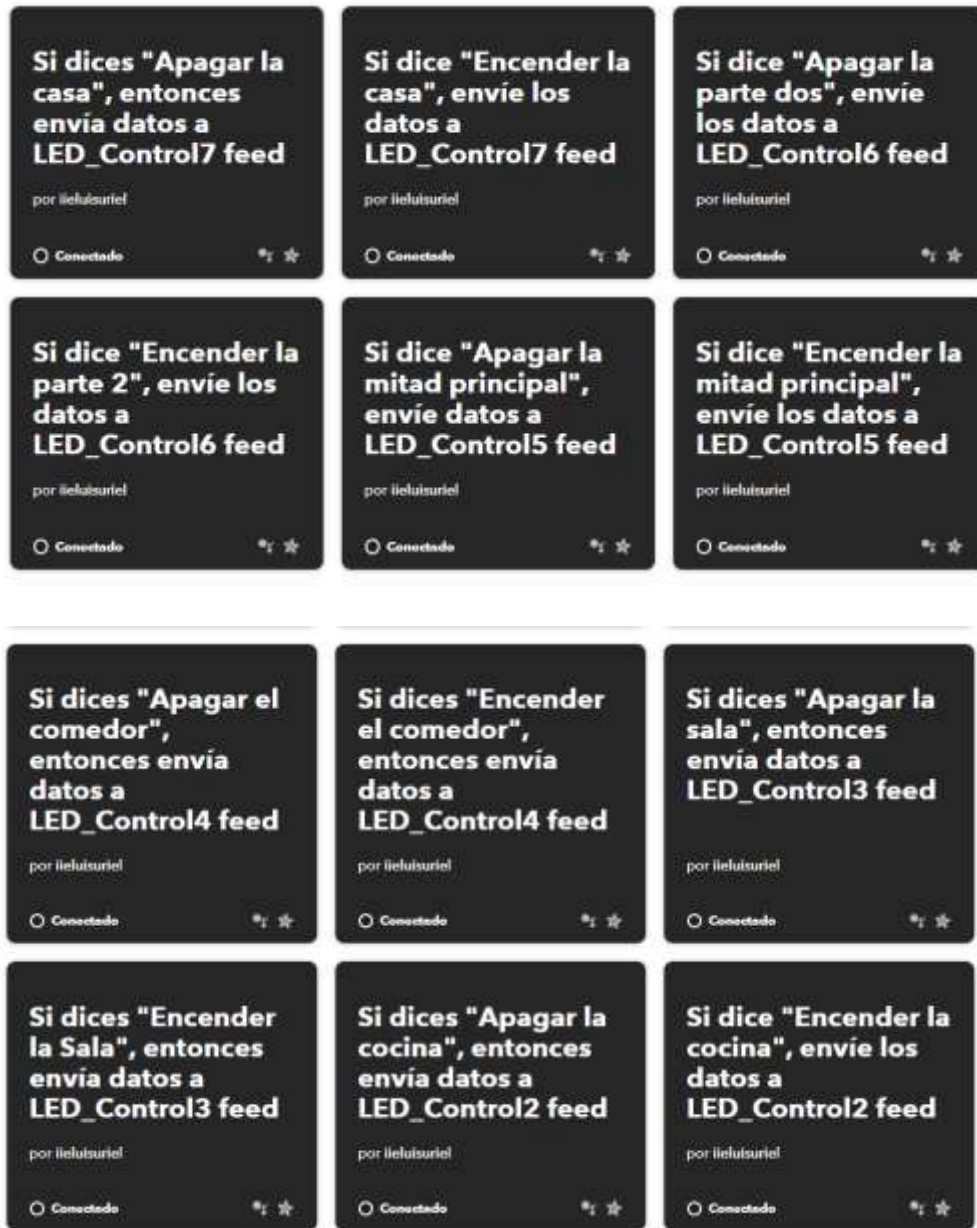 Si dices "Apagar la
casa", entonces
envía datos a
LED_Control7 feed
por iieluisuriel
Conectado
Si dice "Encender la
casa", envíe los
datos a
LED_Control7 feed
por iieluisuriel
Conectado
Si dice "Apagar la
parte dos", envíe
los datos a
LED_Control6 feed
por iieluisuriel
Conectado
Si dice "Encender la
parte 2", envíe los
datos a
LED_Control6 feed
por iieluisuriel
Conectado
Si dice "Apagar la
mitad principal",
envíe datos a
LED_Control5 feed
por iieluisuriel
Conectado
Si dice "Encender la
mitad principal",
envíe los datos a
LED_Control5 feed
por iieluisuriel
Conectado
Si dices "Apagar el
comedor",
entonces envía
datos a
LED_Control4 feed
por iieluisuriel
Conectado
Si dices "Encender
el comedor",
entonces envía
datos a
LED_Control4 feed
por iieluisuriel
Conectado
Si dices "Apagar la
sala", entonces
envía datos a
LED_Control3 feed
por iieluisuriel
Conectado
Si dices "Encender
la Sala", entonces
envía datos a
LED_Control3 feed
por iieluisuriel
Conectado
Si dices "Apagar la
cocina", entonces
envía datos a
LED_Control2 feed
por iieluisuriel
Conectado
Si dice "Encender la
cocina", envíe los
datos a
LED_Control2 feed
por iieluisuriel
Conectado